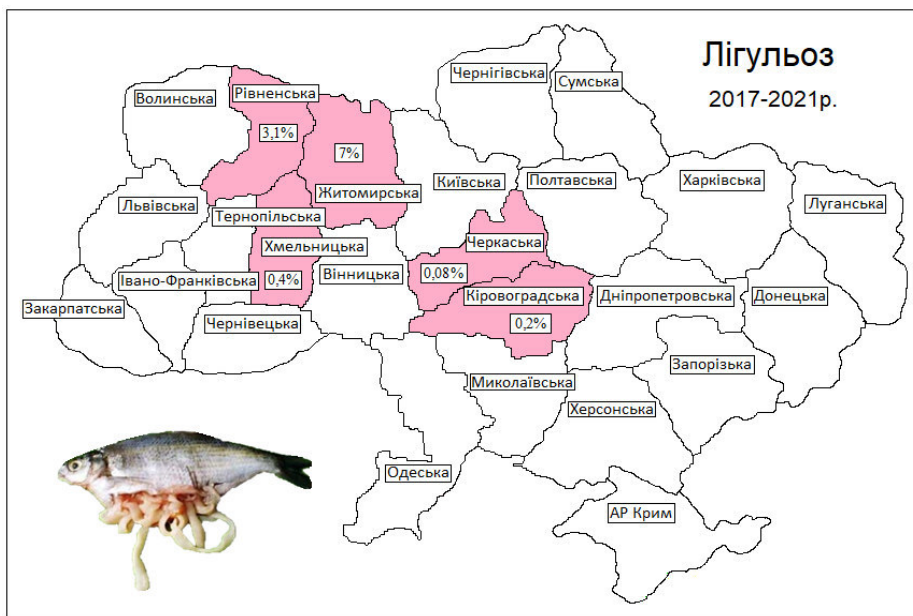 Лігульоз
2017-2021р.
Чернігівська
Сумська
Волинська
Рівненська
3,1%
7%
Житомирська
Київська
Полтавська
Харківська
Луганська
Львівська
Тернопільська
Хмельницька
0,4%
Вінницька
Черкаська
0,08%
Кіровоградська
0,2%
Дніпропетровська
Донецька
Івано-Франківська
Закарпатська
Чернівецька
Запорізька
Миколаївська
Херсонська
Одеська
АР Крим